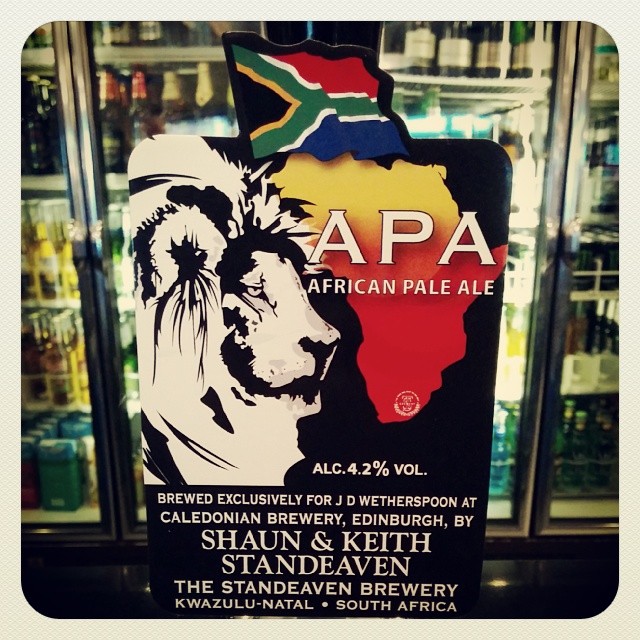 APA
AFRICAN PALE ALE
ALC.4.2% VOL.
BREWED EXCLUSIVELY FOR J D WETHERSPOON AT
CALEDONIAN BREWERY, EDINBURGH, BY
SHAUN & KEITH
STANDEAVEN
THE STANDEAVEN BREWERY
KWAZULU-NATAL • SOUTH AFRICA